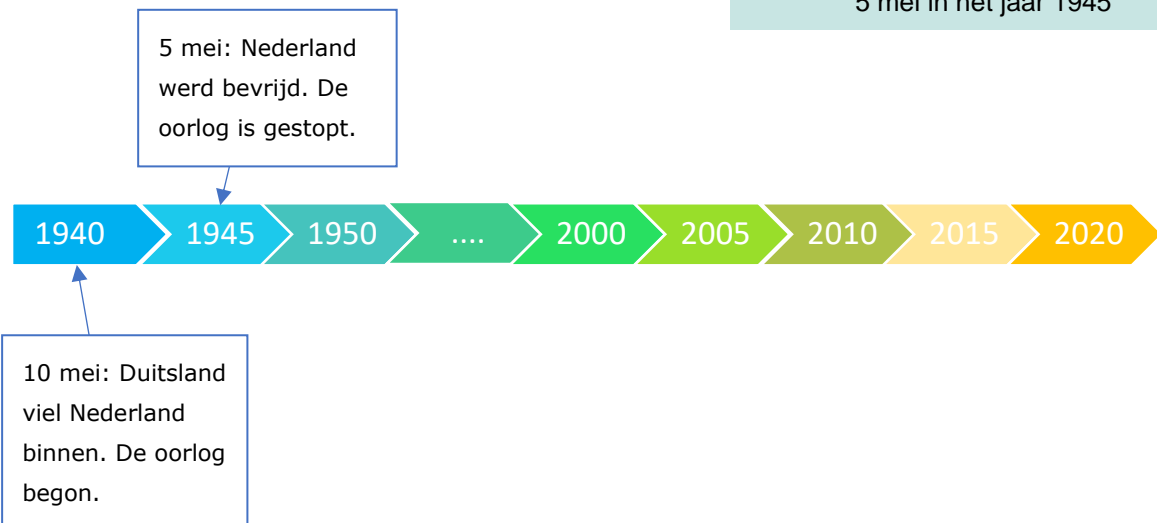 5 mei in het jaar 1945
5 mei: Nederland
werd bevrijd. De
oorlog is gestopt.
1940 1945 1950 .... 2000 2005 2010 2015 2020
10 mei: Duitsland
viel Nederland
binnen. De oorlog
begon.